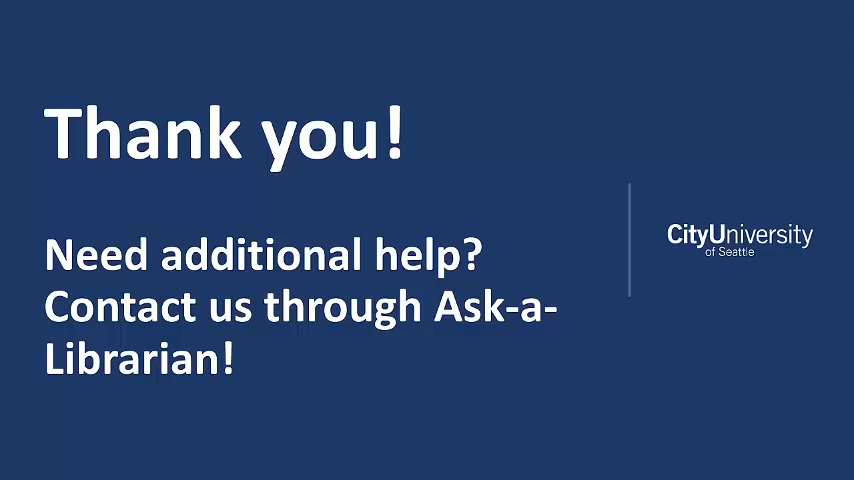 Thank you!
Need additional help?
Contact us through Ask-a-
Librarian!
CityUniversity
of Seattle